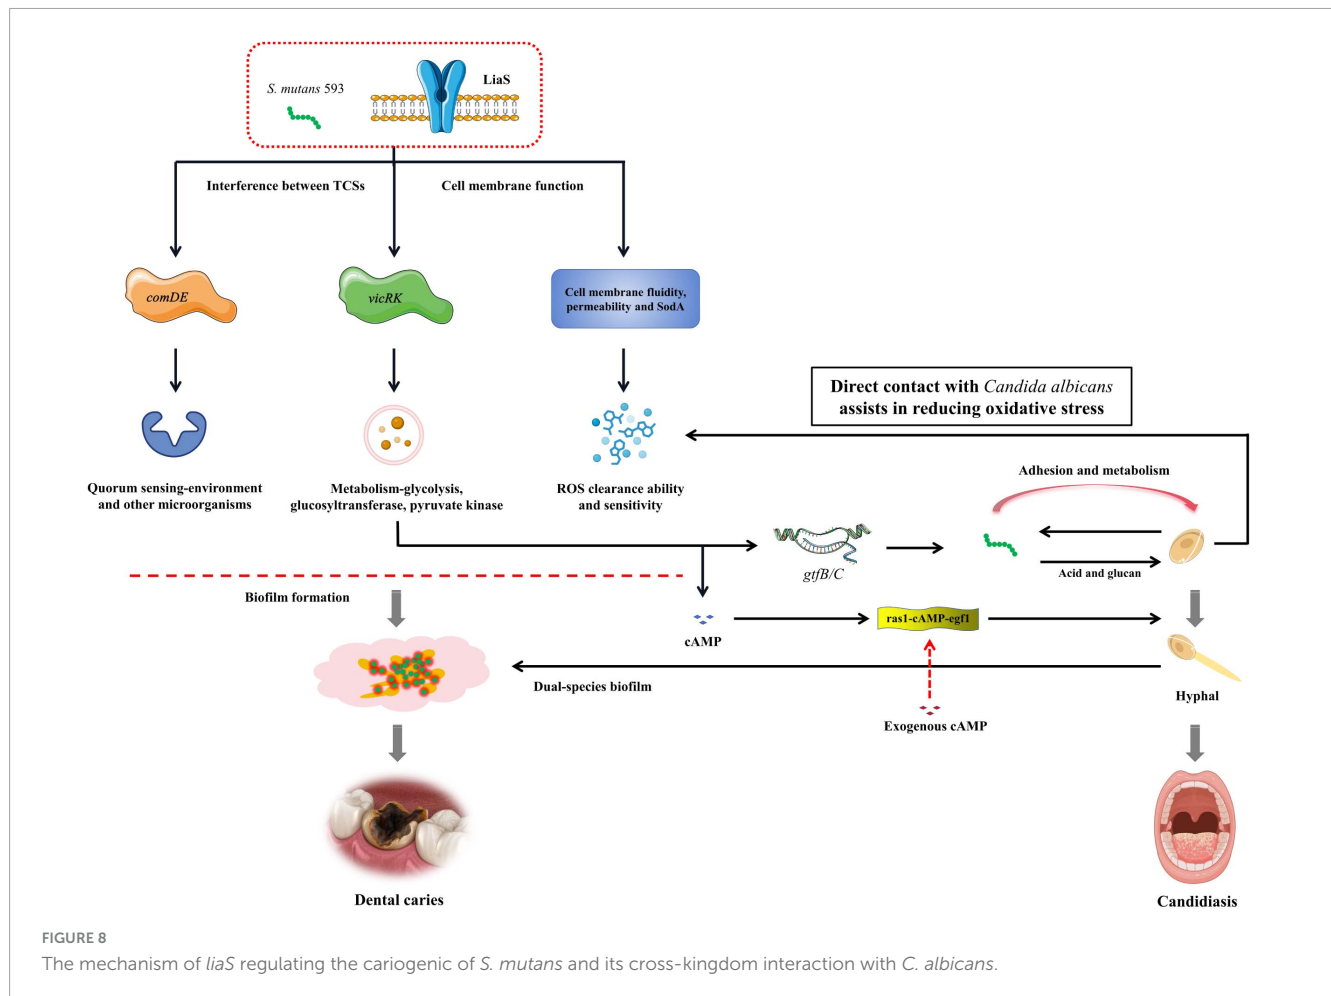 S. mutans 593
LiaS
Interference between TCSs
Cell membrane function
comDE
vicRK
Cell membrane fluidity,
permeability and SodA
Direct contact with Candida albicans
assists in reducing oxidative stress
Quorum sensing-environment
and other microorganisms
Metabolism-glycolysis,
glucosyltransferase, pyruvate kinase
ROS clearance ability
and sensitivity
Adhesion and metabolism
gtfB/C
Acid and glucan
Biofilm formation
cAMP
ras1-cAMP-egf1
Dual-species biofilm
Exogenous cAMP
Hyphal
Dental caries
Candidiasis
FIGURE 8
The mechanism of liaS regulating the cariogenic of S. mutans and its cross-kingdom interaction with C. albicans.